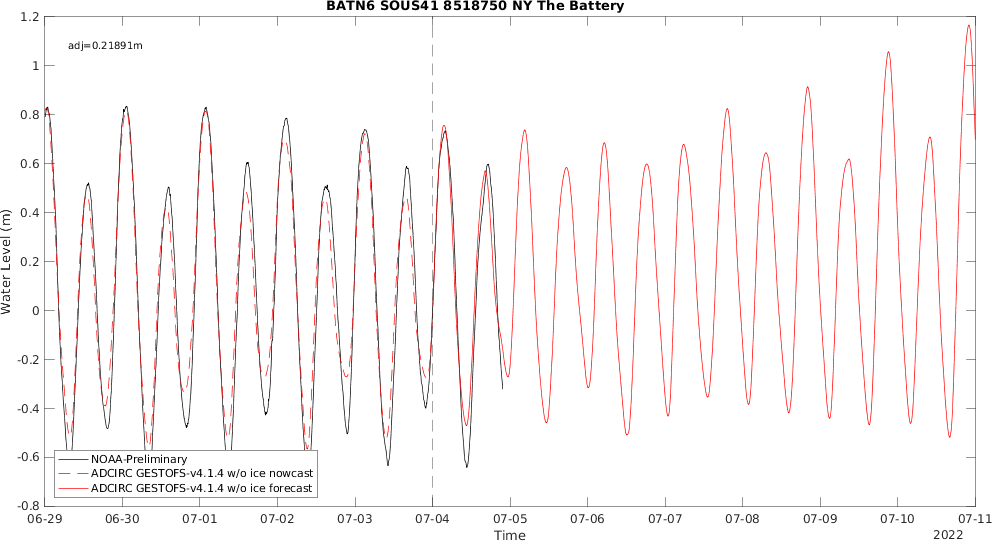 BATN6 SOUS41 8518750 NY The Battery
adj=0.21891m
1.2
1
0.8
0.6
0.4
0.2
0
-0.2
-0.4
-0.6
-0.8
Water Level (m)
NOAA-Preliminary
ADCIRC GESTOFS-v4.1.4 w/o ice nowcast
ADCIRC GESTOFS-v4.1.4 w/o ice forecast
06-29 06-30 07-01 07-02 07-03 07-04 07-05 07-06 07-07 07-08 07-09 07-10 07-11
Time
2022